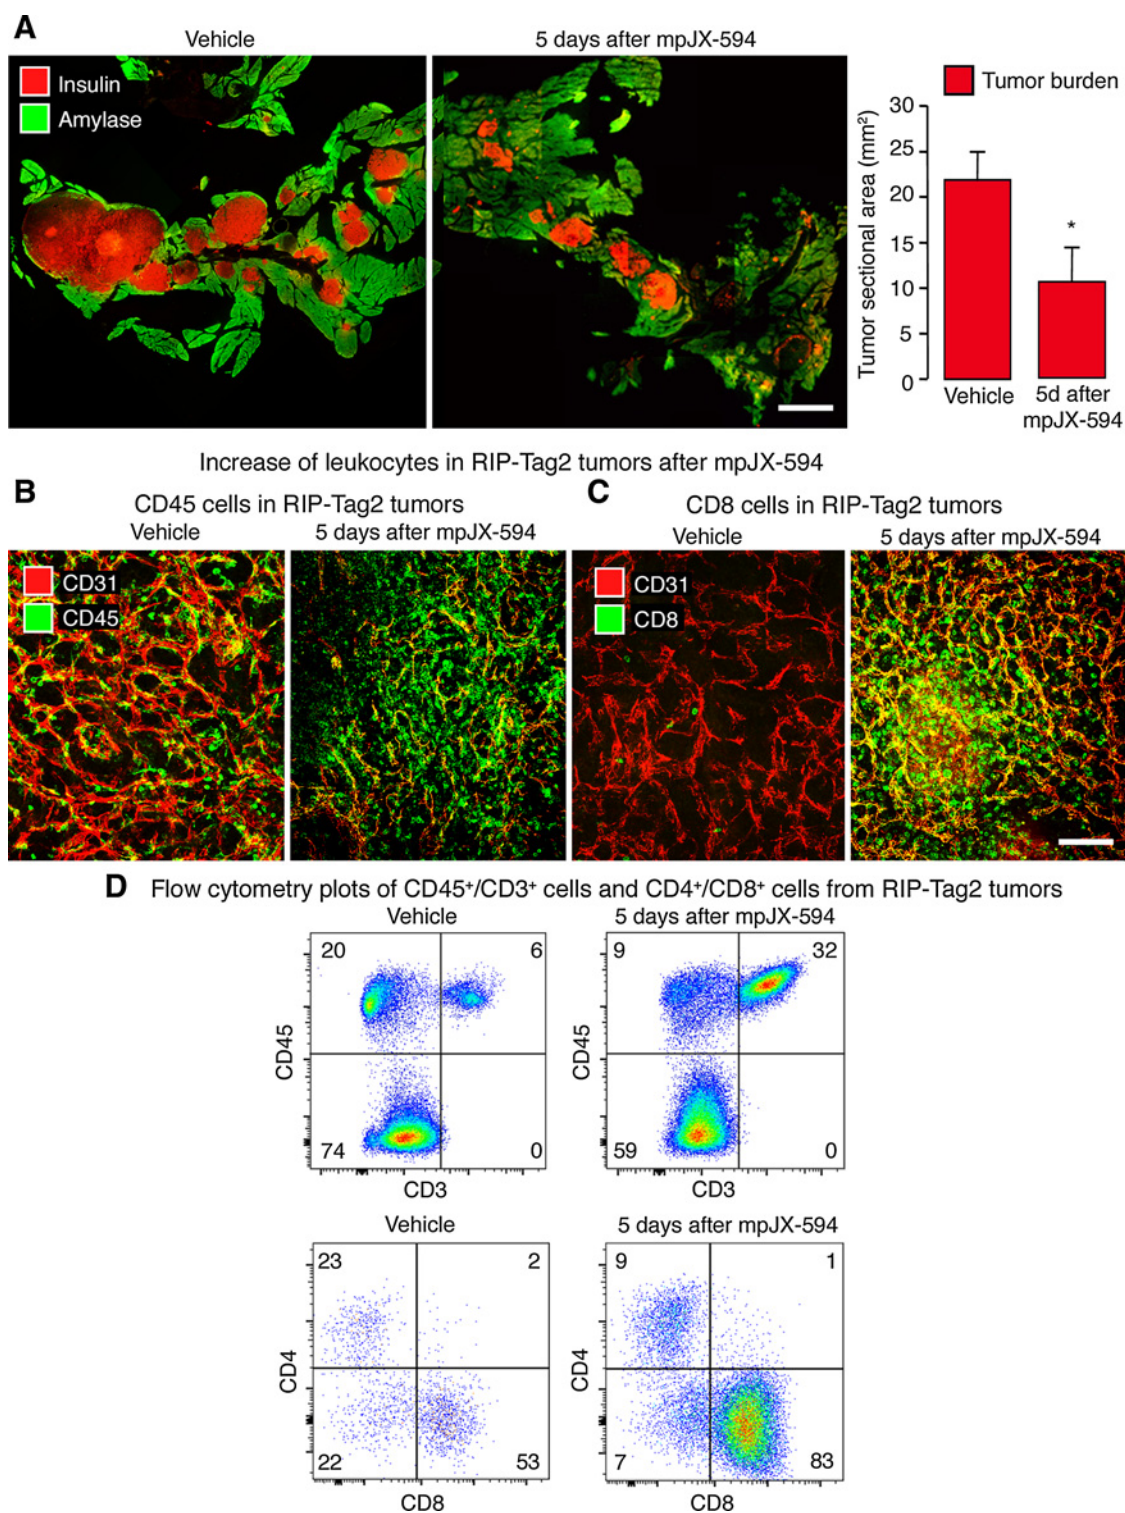 A
Vehicle
5 days after mpJX-594
Insulin
Amylase
Tumor burden
Tumor sectional area (mm²)
30
25
20
15
10
5
0
*
Vehicle
5d after
mpJX-594
Increase of leukocytes in RIP-Tag2 tumors after mpJX-594
B
CD45 cells in RIP-Tag2 tumors
Vehicle
5 days after mpJX-594
CD31
CD45
C
CD8 cells in RIP-Tag2 tumors
Vehicle
5 days after mpJX-594
CD31
CD8
D
Flow cytometry plots of CD45⁺/CD3⁺ cells and CD4⁺/CD8⁺ cells from RIP-Tag2 tumors
Vehicle
20
6
CD45
74
0
CD3
5 days after mpJX-594
9
32
CD45
59
0
CD3
Vehicle
23
2
CD4
22
53
CD8
5 days after mpJX-594
9
1
CD4
7
83
CD8